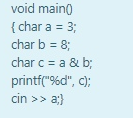 void main()
{ char a = 3;
char b = 8;
char c = a & b;
printf("%d", c);
cin >> a;}